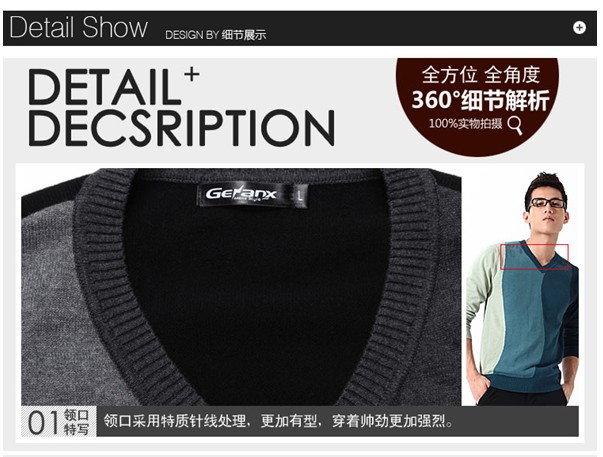 Detail Show DESIGN BY 细节展示
DETAIL+
DECSRIPTION
全方位 全角度
360°细节解析
100%实物拍摄
L
01 领口特写
领口采用特质针线处理，更加有型，穿着帅劲更加强烈。